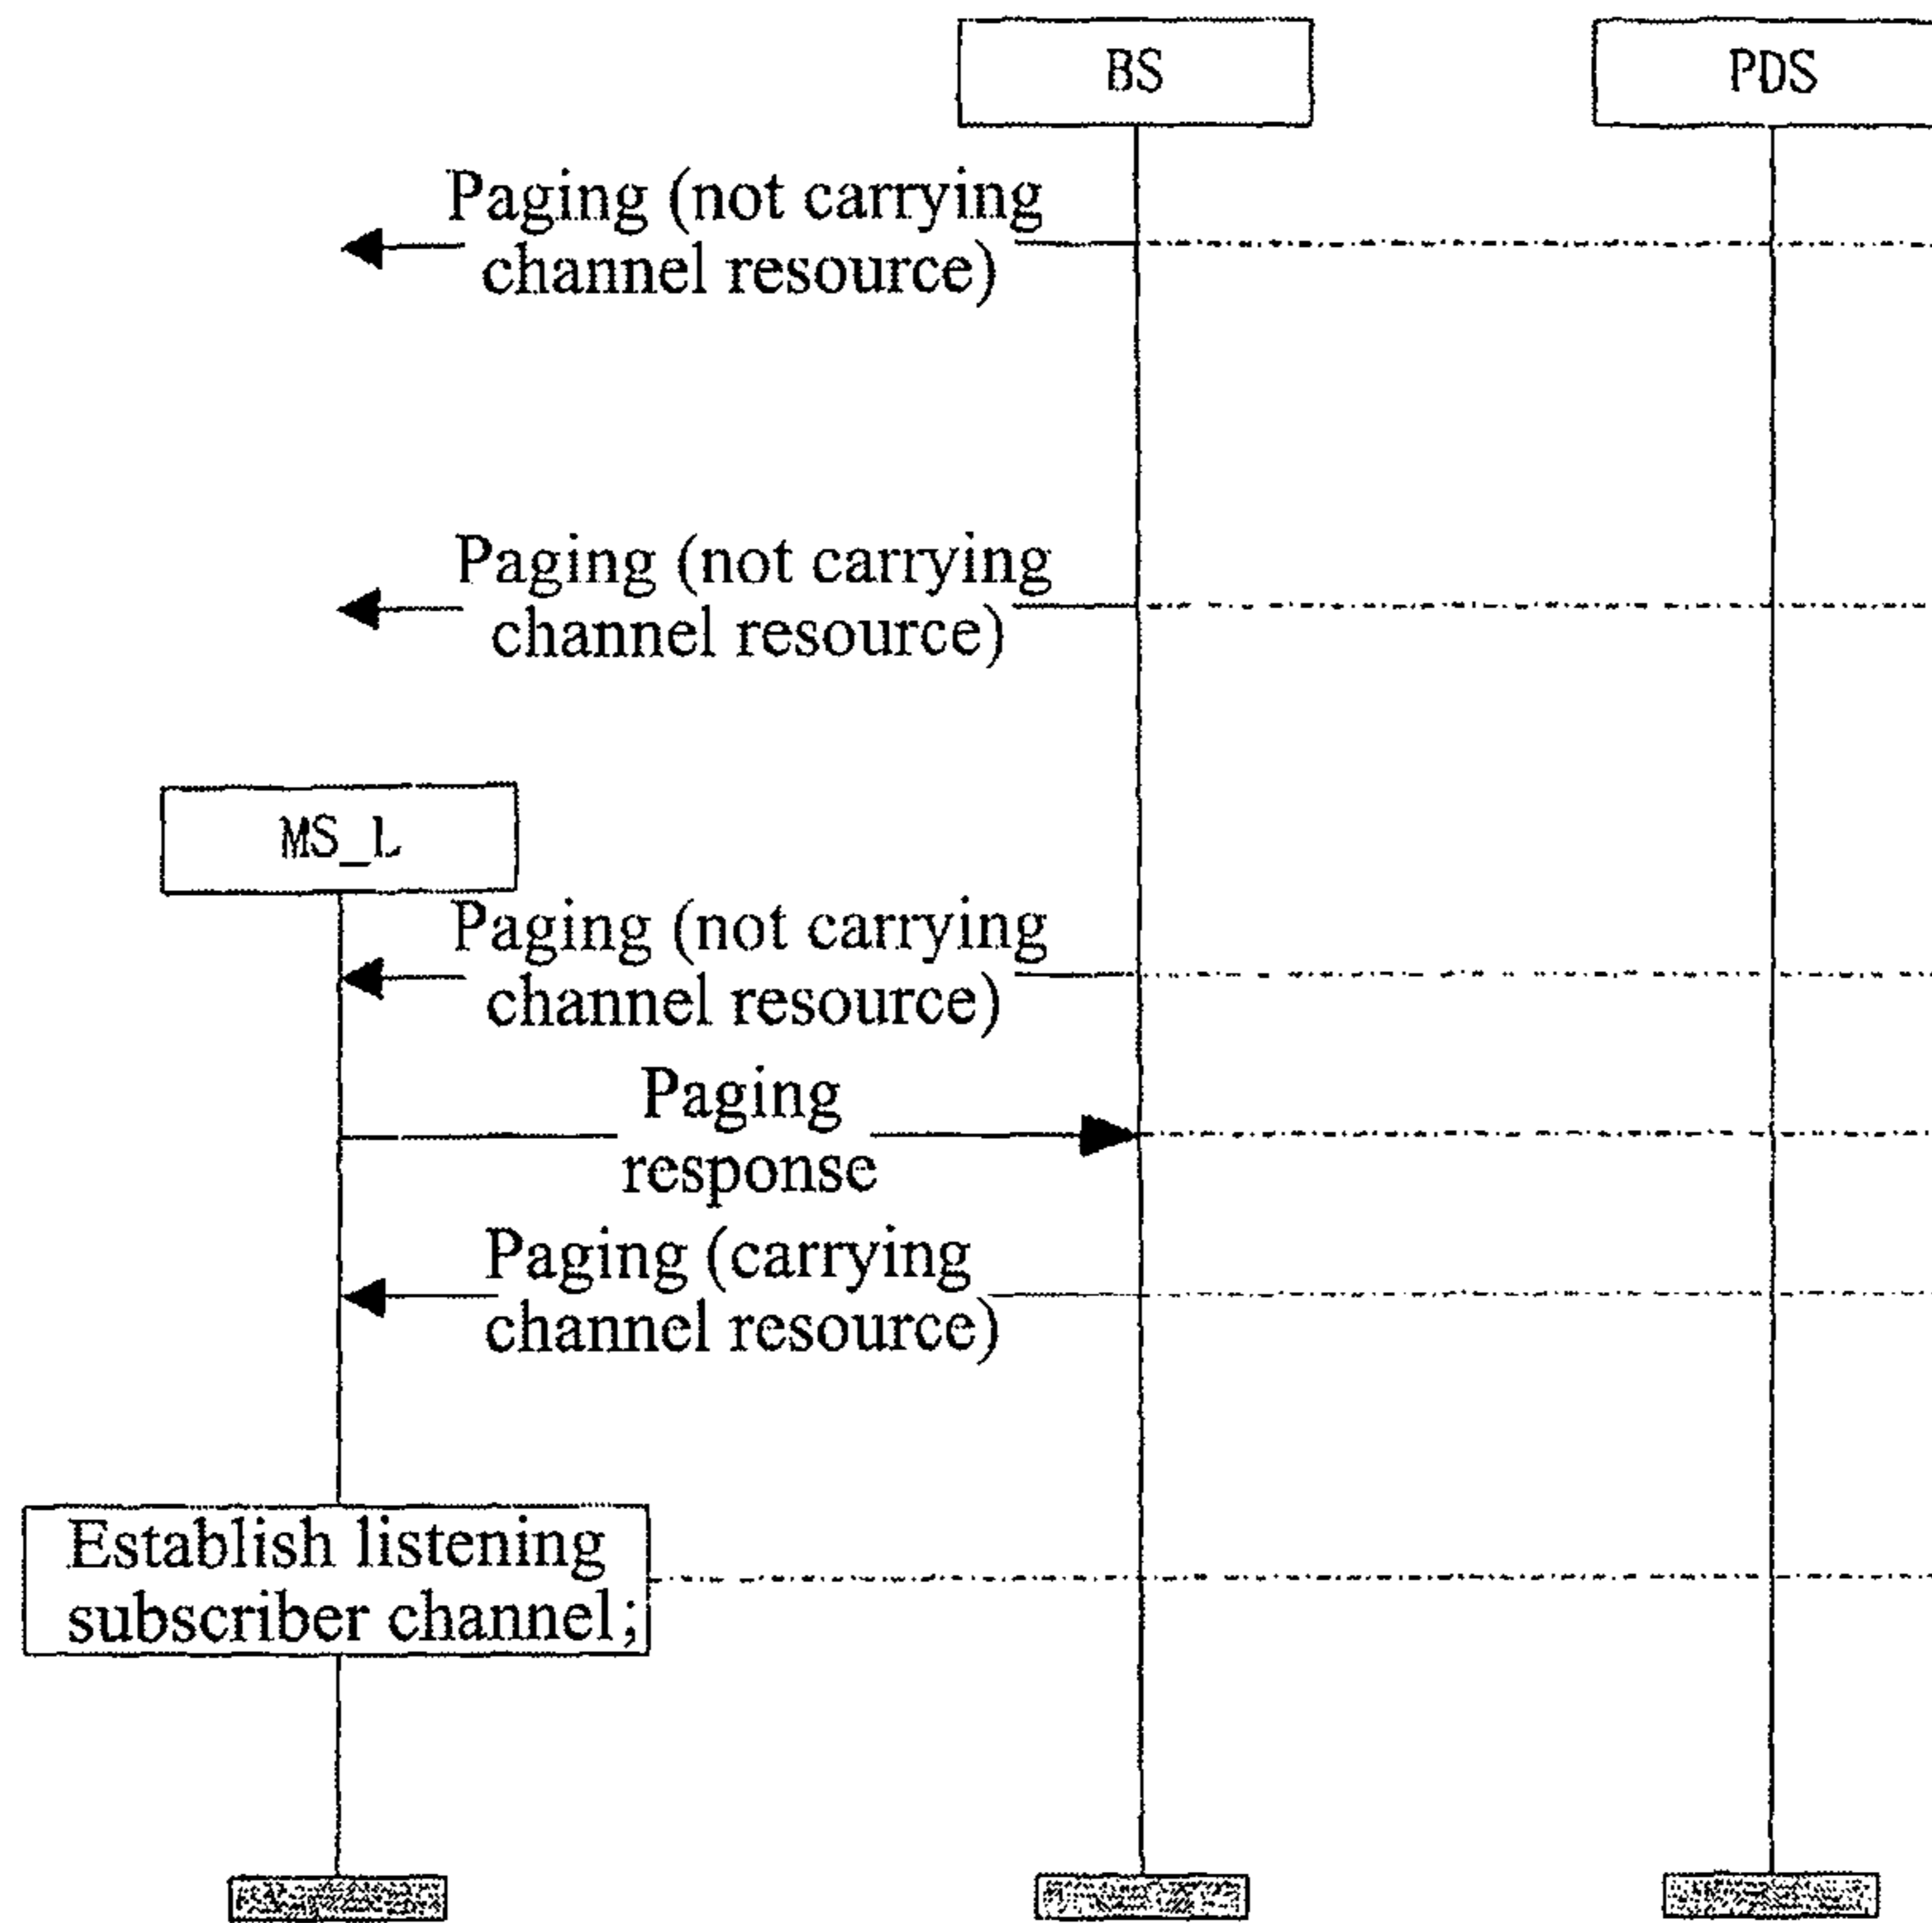 BS
PDS
Paging (not carrying
channel resource)
Paging (not carrying
channel resource)
MS_L
Paging (not carrying
channel resource)
Paging
response
Paging (carrying
channel resource)
Establish listening
subscriber channel;